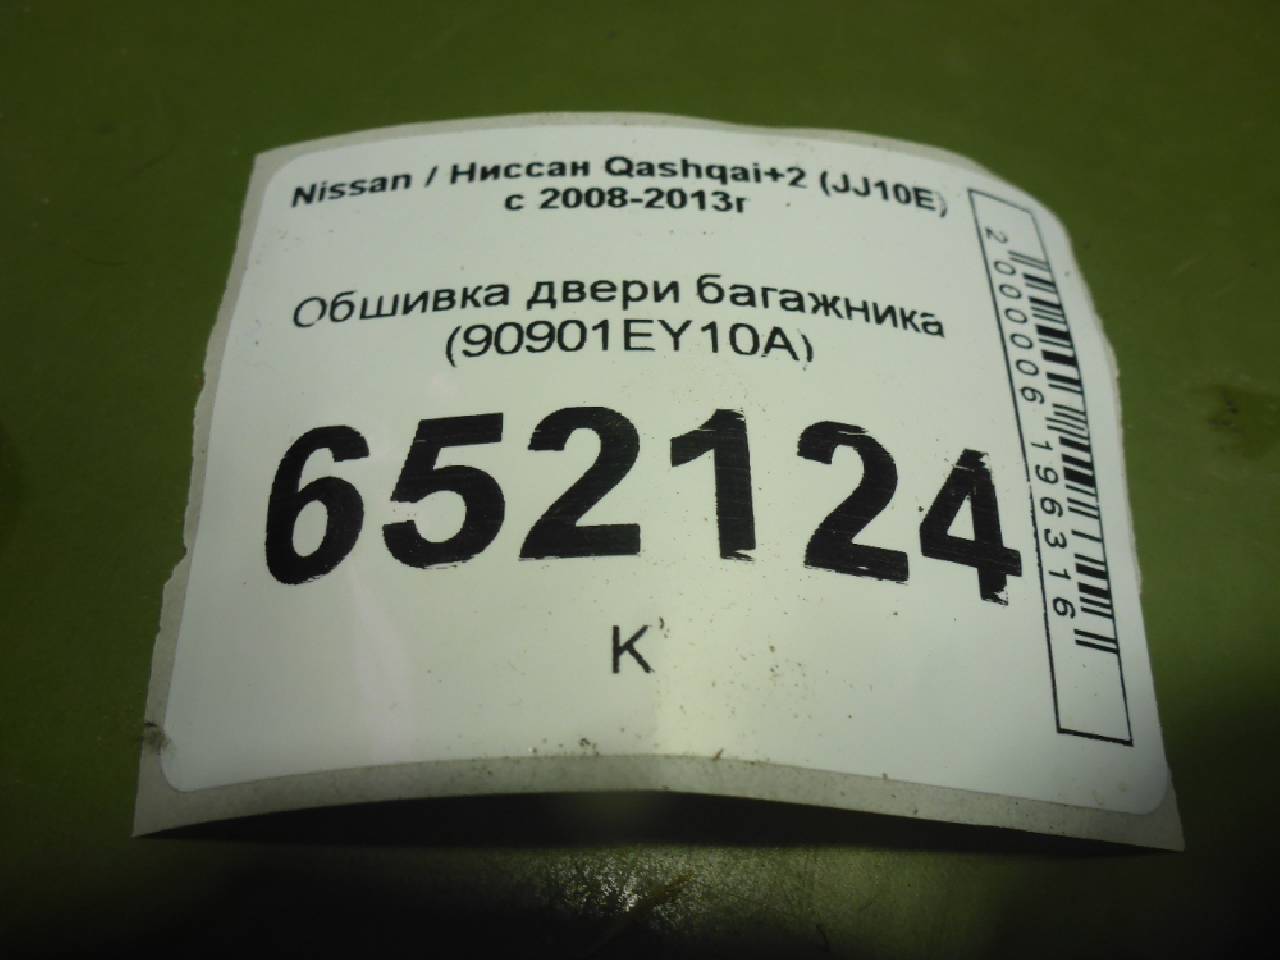 Nissan / Ниссан Qashqai+2 (JJ10E)
с 2008-2013г
Обшивка двери багажника
(90901EY10A)
652124
К
2000006196316